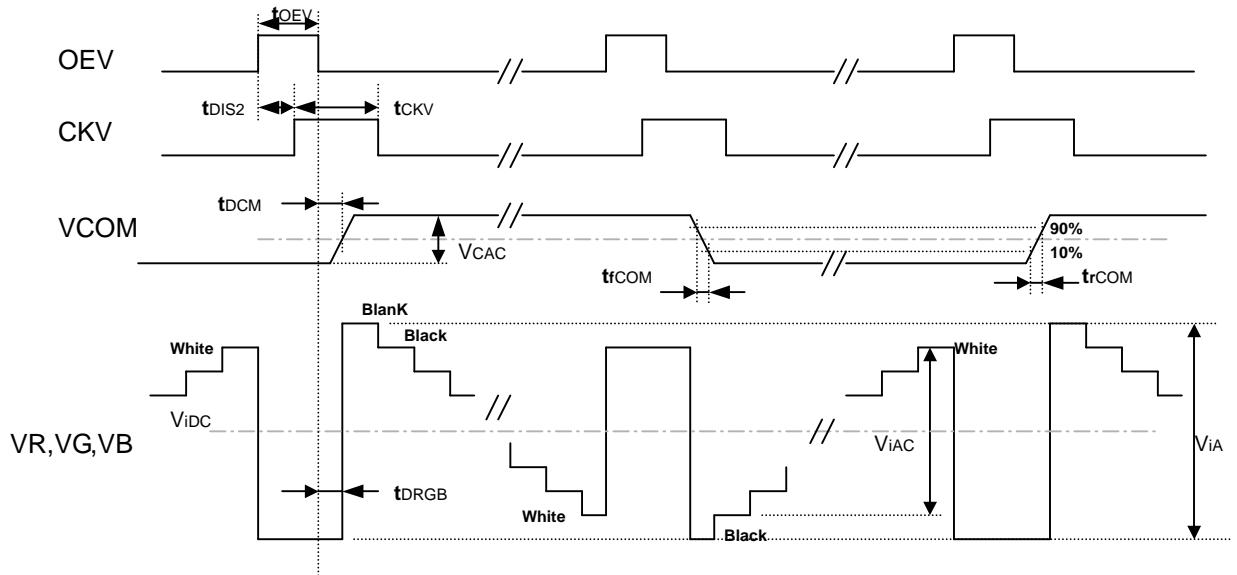 tOEV
OEV
tDIS2
tCKV
CKV
tDCM
VCOM
VCAC
90%
10%
tfCOM
trCOM
BlanK
Black
White
White
ViDC
VR,VG,VB
ViAC
ViA
tDRGB
White
Black